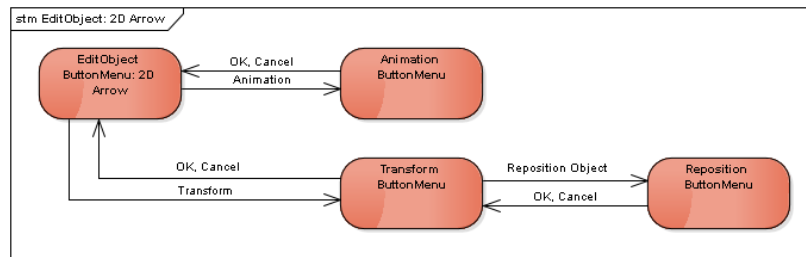 stm EditObject: 2D Arrow
EditObject
ButtonMenu: 2D
Arrow
OK, Cancel
Animation
Animation
ButtonMenu
OK, Cancel
Transform
Transform
ButtonMenu
Reposition Object
OK, Cancel
Reposition
ButtonMenu